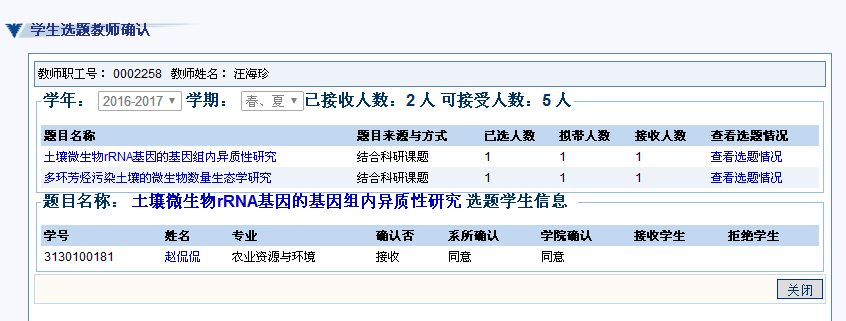 学生选题教师确认
教师职工号： 0002258 教师姓名： 汪海珍
学年： 2016-2017 学期： 春、夏 已接收人数：2 人 可接受人数：5 人
题目名称 题目来源与方式 已选人数 拟带人数 接收人数 查看选题情况
土壤微生物rRNA基因的基因组内异质性研究 结合科研课题 1 1 1 查看选题情况
多环芳烃污染土壤的微生物数量生态学研究 结合科研课题 1 1 1 查看选题情况
题目名称： 土壤微生物rRNA基因的基因组内异质性研究 选题学生信息
学号 姓名 专业 确认否 系所确认 学院确认 接收学生 拒绝学生
3130100181 赵侃侃 农业资源与环境 接收 同意 同意
关闭